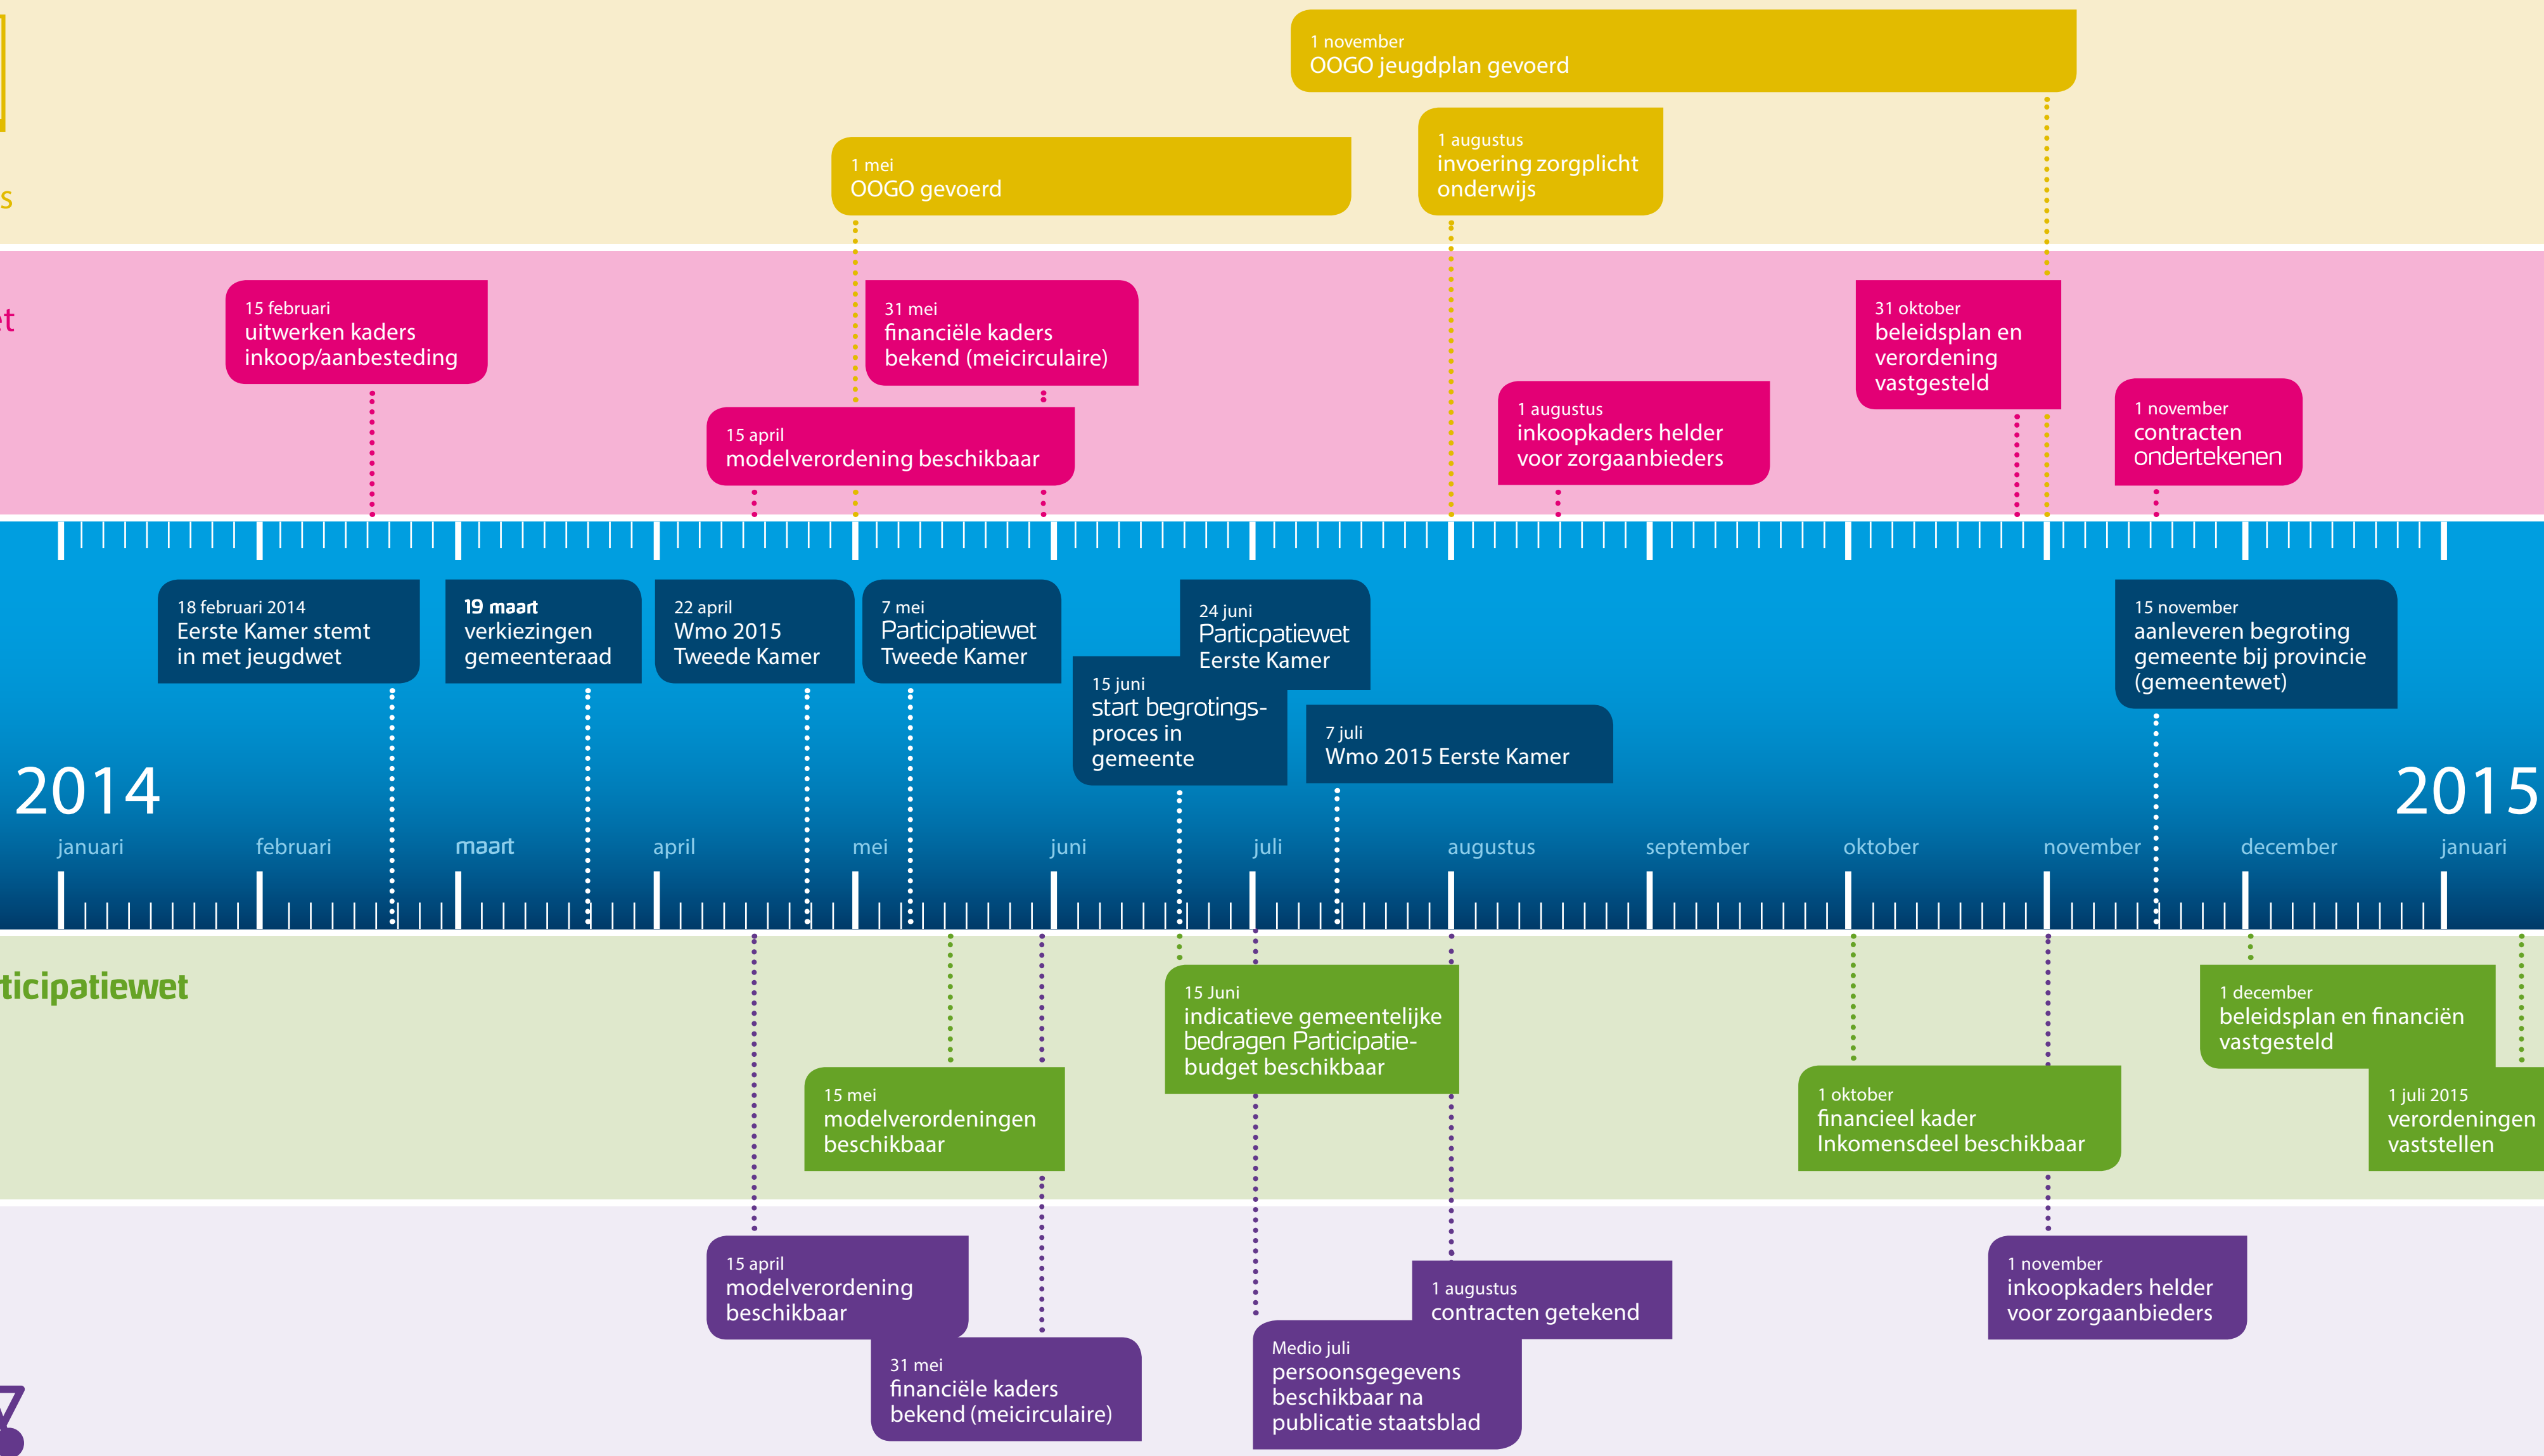 1 november
OOGO jeugdplan gevoerd
1 mei
OOGO gevoerd
1 augustus
invoering zorgplicht
onderwijs
s
et
15 februari
uitwerken kaders
inkoop/aanbesteding
31 mei
financiële kaders
bekend (meicirculaire)
15 april
modelverordening beschikbaar
1 augustus
inkoopkaders helder
voor zorgaanbieders
31 oktober
beleidsplan en
verordening
vastgesteld
1 november
contracten
ondertekenen
18 februari 2014
Eerste Kamer stemt
in met jeugdwet
19 maart
verkiezingen
gemeenteraad
22 april
Wmo 2015
Tweede Kamer
7 mei
Participatiewet
Tweede Kamer
24 juni
Particpatiewet
Eerste Kamer
15 juni
start begrotings-
proces in
gemeente
7 juli
Wmo 2015 Eerste Kamer
15 november
aanleveren begroting
gemeente bij provincie
(gemeentewet)
2014
2015
januari
februari
maart
april
mei
juni
juli
augustus
september
oktober
november
december
januari
ticipatiewet
15 mei
modelverordeningen
beschikbaar
15 Juni
indicatieve gemeentelijke
bedragen Participatie-
budget beschikbaar
1 oktober
financieel kader
Inkomensdeel beschikbaar
1 december
beleidsplan en financiën
vastgesteld
1 juli 2015
verordeningen
vaststellen
15 april
modelverordening
beschikbaar
31 mei
financiële kaders
bekend (meicirculaire)
Medio juli
persoonsgegevens
beschikbaar na
publicatie staatsblad
1 augustus
contracten getekend
1 november
inkoopkaders helder
voor zorgaanbieders